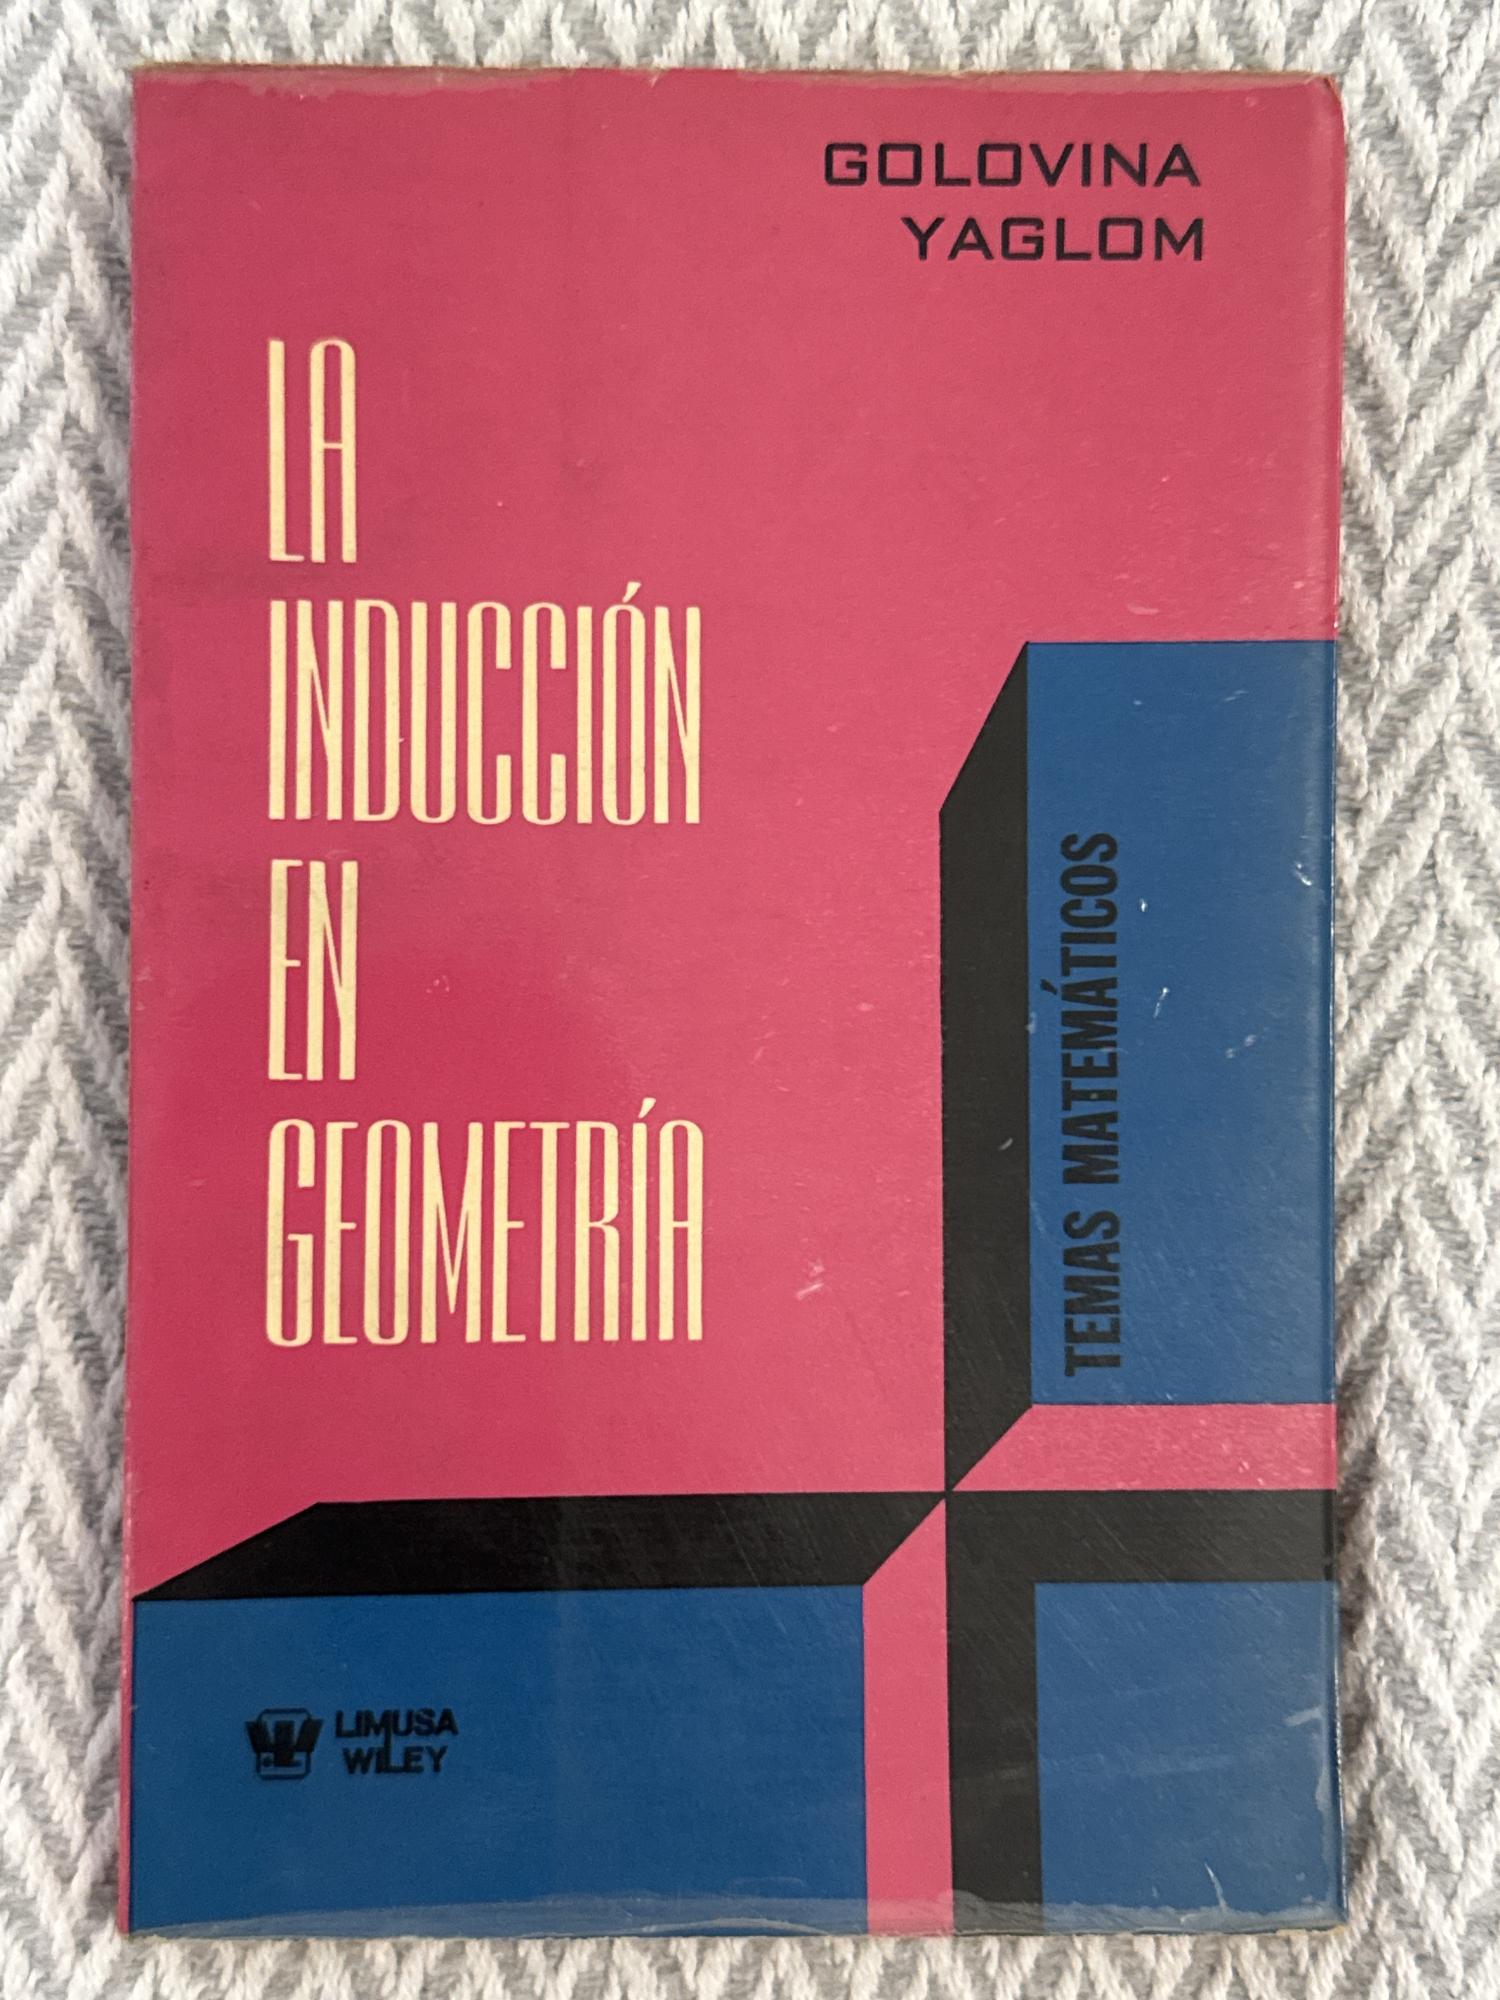 GOLOVINA
YAGLOM
LA
INDUCCIÓN
EN
GEOMETRÍA
TEMAS MATEMÁTICOS
LIMUSA
WILEY